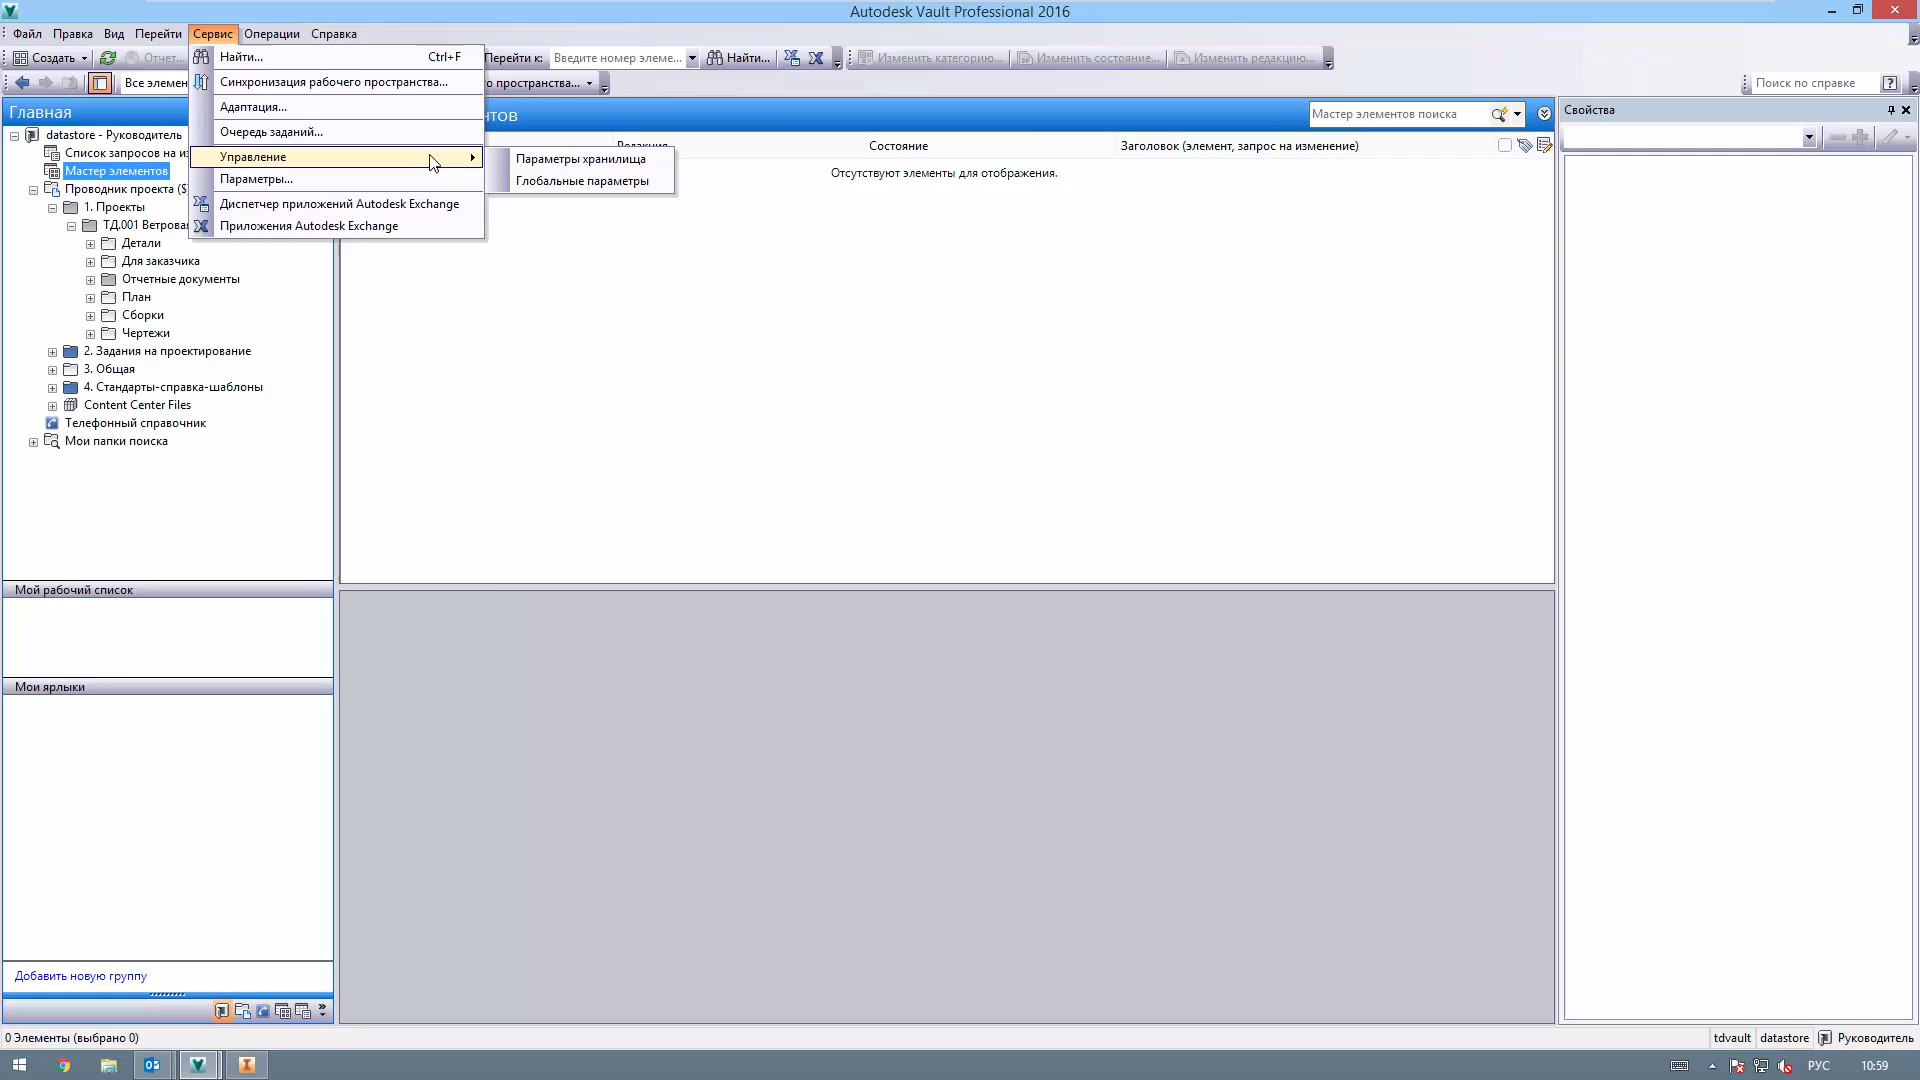 Autodesk Vault Professional 2016
Файл Правка Вид Перейти Сервис Операции Справка
Создать Отчет... Перейти к: Введите номер элеме... Найти... Изменить категорию... Изменить состояние... Изменить редакцию...
Все элемен го пространства... Поиск по справке
Найти... Ctrl+F
Синхронизация рабочего пространства...
Адаптация...
Очередь заданий...
Управление
Параметры...
Диспетчер приложений Autodesk Exchange
Приложения Autodesk Exchange
Параметры хранилища
Глобальные параметры
Главная
datastore - Руководитель
Список запросов на из
Мастер элементов
Проводник проекта ($)
1. Проекты
ТД.001 Ветрова
Детали
Для заказчика
Отчетные документы
План
Сборки
Чертежи
2. Задания на проектирование
3. Общая
4. Стандарты-справка-шаблоны
Content Center Files
Телефонный справочник
Мои папки поиска
Мой рабочий список
Мои ярлыки
Добавить новую группу
нтов Мастер элементов поиска
Редакция Состояние Заголовок (элемент, запрос на изменение)
Отсутствуют элементы для отображения.
Свойства
0 Элементы (выбрано 0) tdvault datastore Руководитель
РУС 10:59